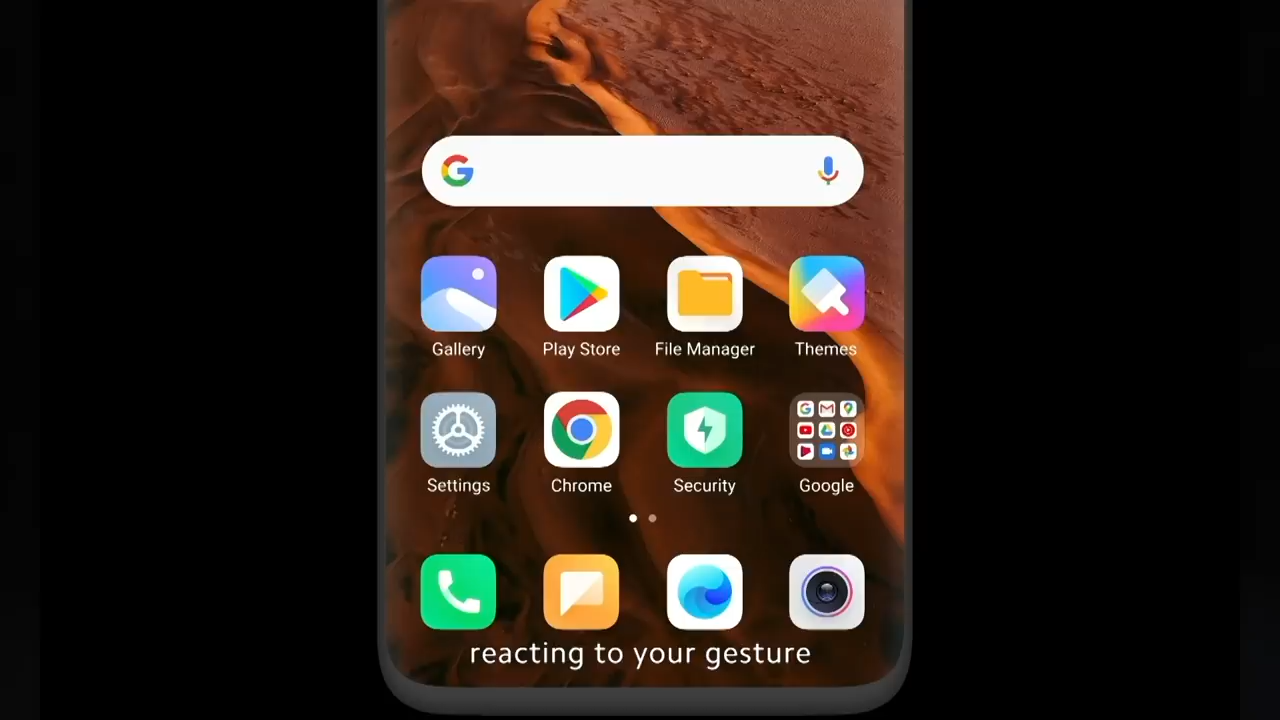 Gallery
Play Store
File Manager
Themes
Settings
Chrome
Security
Google
reacting to your gesture